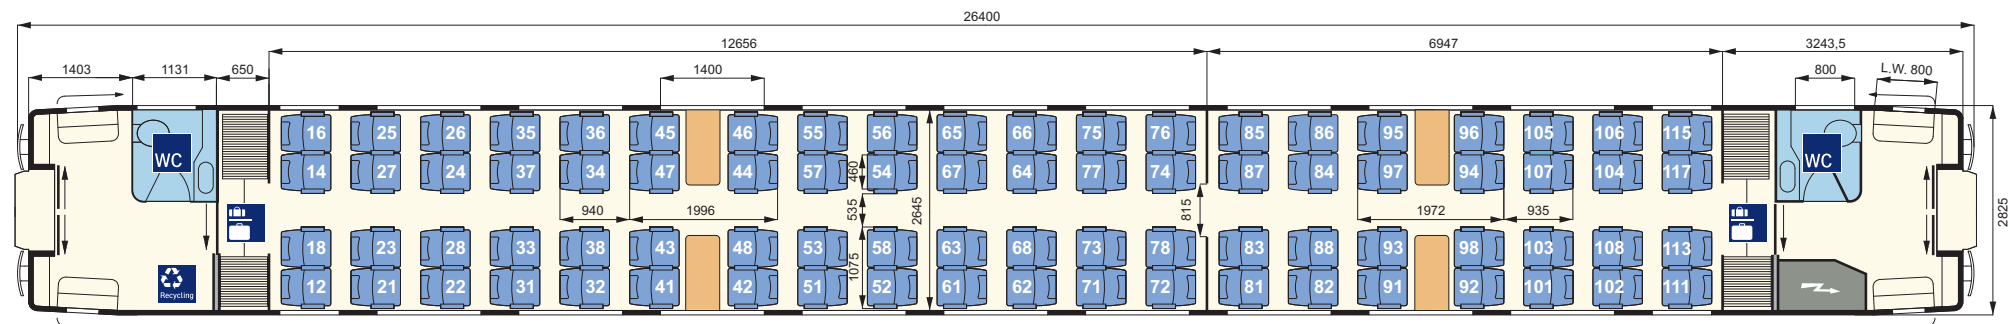 26400
12656 6947 3243,5
1403 1131 650 1400 800 L.W. 800
16 25 26 35 36 45 46 55 56 65 66 75 76 85 86 95 96 105 106 115
WC WC
14 27 24 37 34 47 44 57 54 67 64 77 74 87 84 97 94 107 104 117
460
940 1996 535 2645 815 1972 935 2825
18 23 28 33 38 43 48 53 58 63 68 73 78 83 88 93 98 103 108 113
1075
12 21 22 31 32 41 42 51 52 61 62 71 72 81 82 91 92 101 102 111
Recycling